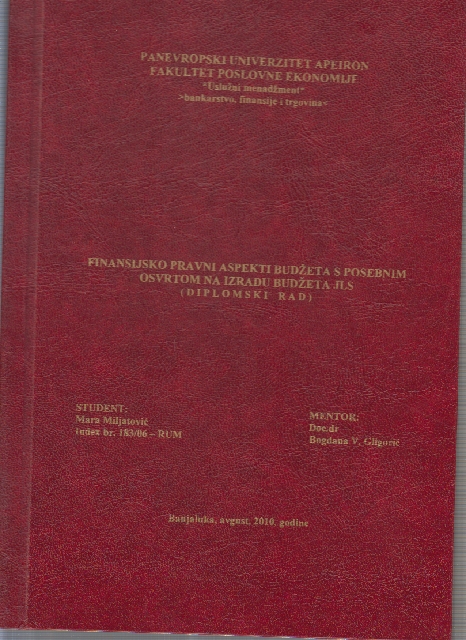 PANEVROPSKI UNIVERZITET APEIRON
FAKULTET POSLOVNE EKONOMIJE
"Uslužni menadžment"
>bankarstvo, finansije i trgovina<
FINANSIJSKO PRAVNI ASPEKTI BUDŽETA S POSEBNIM
OSVRTOM NA IZRADU BUDŽETA JLS
(DIPLOMSKI RAD)
STUDENT:
Mara Miljatović
Index br. 183/06 – RUM
MENTOR:
Doc.dr
Bogdana V. Gligorić
Banjaluka, avgust, 2010. godine